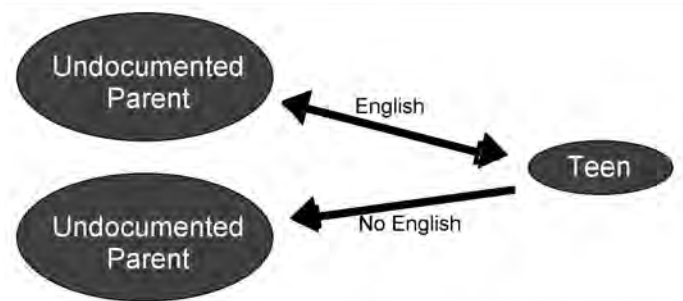 Undocumented
Parent
English
Teen
Undocumented
Parent
No English